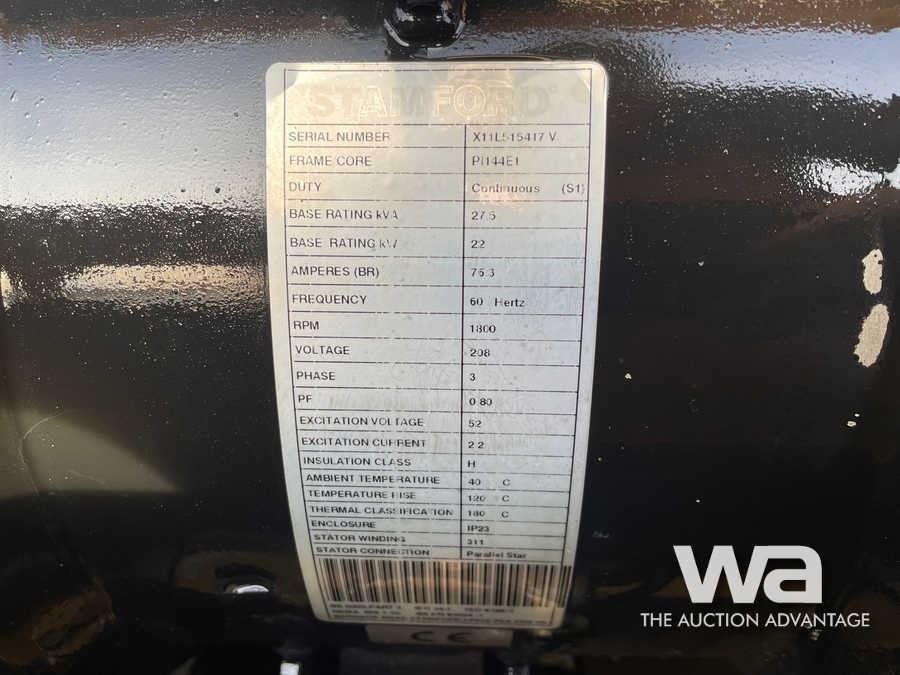 STAMFORD
SERIAL NUMBER X11L515417 V
FRAME CORE PI144E1
DUTY Continuous (S1)
BASE RATING kVA 27.5
BASE RATING kW 22
AMPERES (BR) 76.3
FREQUENCY 60 Hertz
RPM 1800
VOLTAGE 208
PHASE 3
PF 0.80
EXCITATION VOLTAGE 52
EXCITATION CURRENT 2.2
INSULATION CLASS H
AMBIENT TEMPERATURE 40 C
TEMPERATURE RISE 120 C
THERMAL CLASSIFICATION 180 C
ENCLOSURE IP23
STATOR WINDING 311
STATOR CONNECTION Parallel Star
CE
wa
THE AUCTION ADVANTAGE